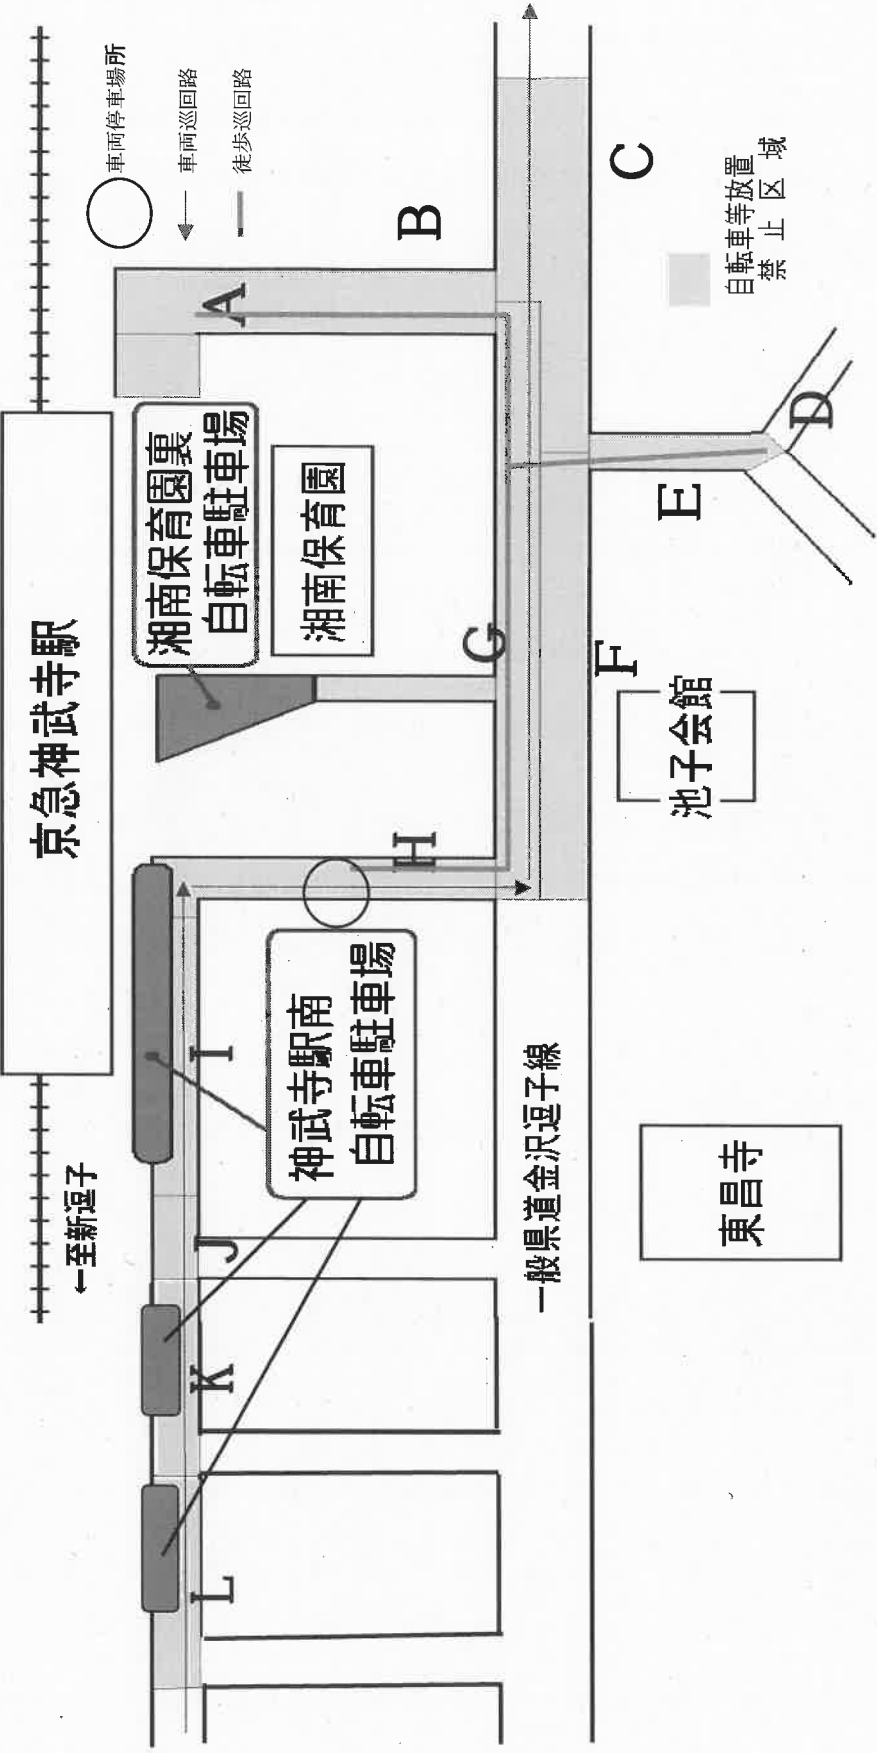 京急神武寺駅
←至新逗子
車両停車場所
車両巡回路
徒歩巡回路
湘南保育園裏
自転車駐車場
湘南保育園
神武寺駅南
自転車駐車場
A
B
C
D
E
F
G
H
I
J
K
L
一般県道金沢逗子線
池子会館
東昌寺
自転車等放置
禁止区域